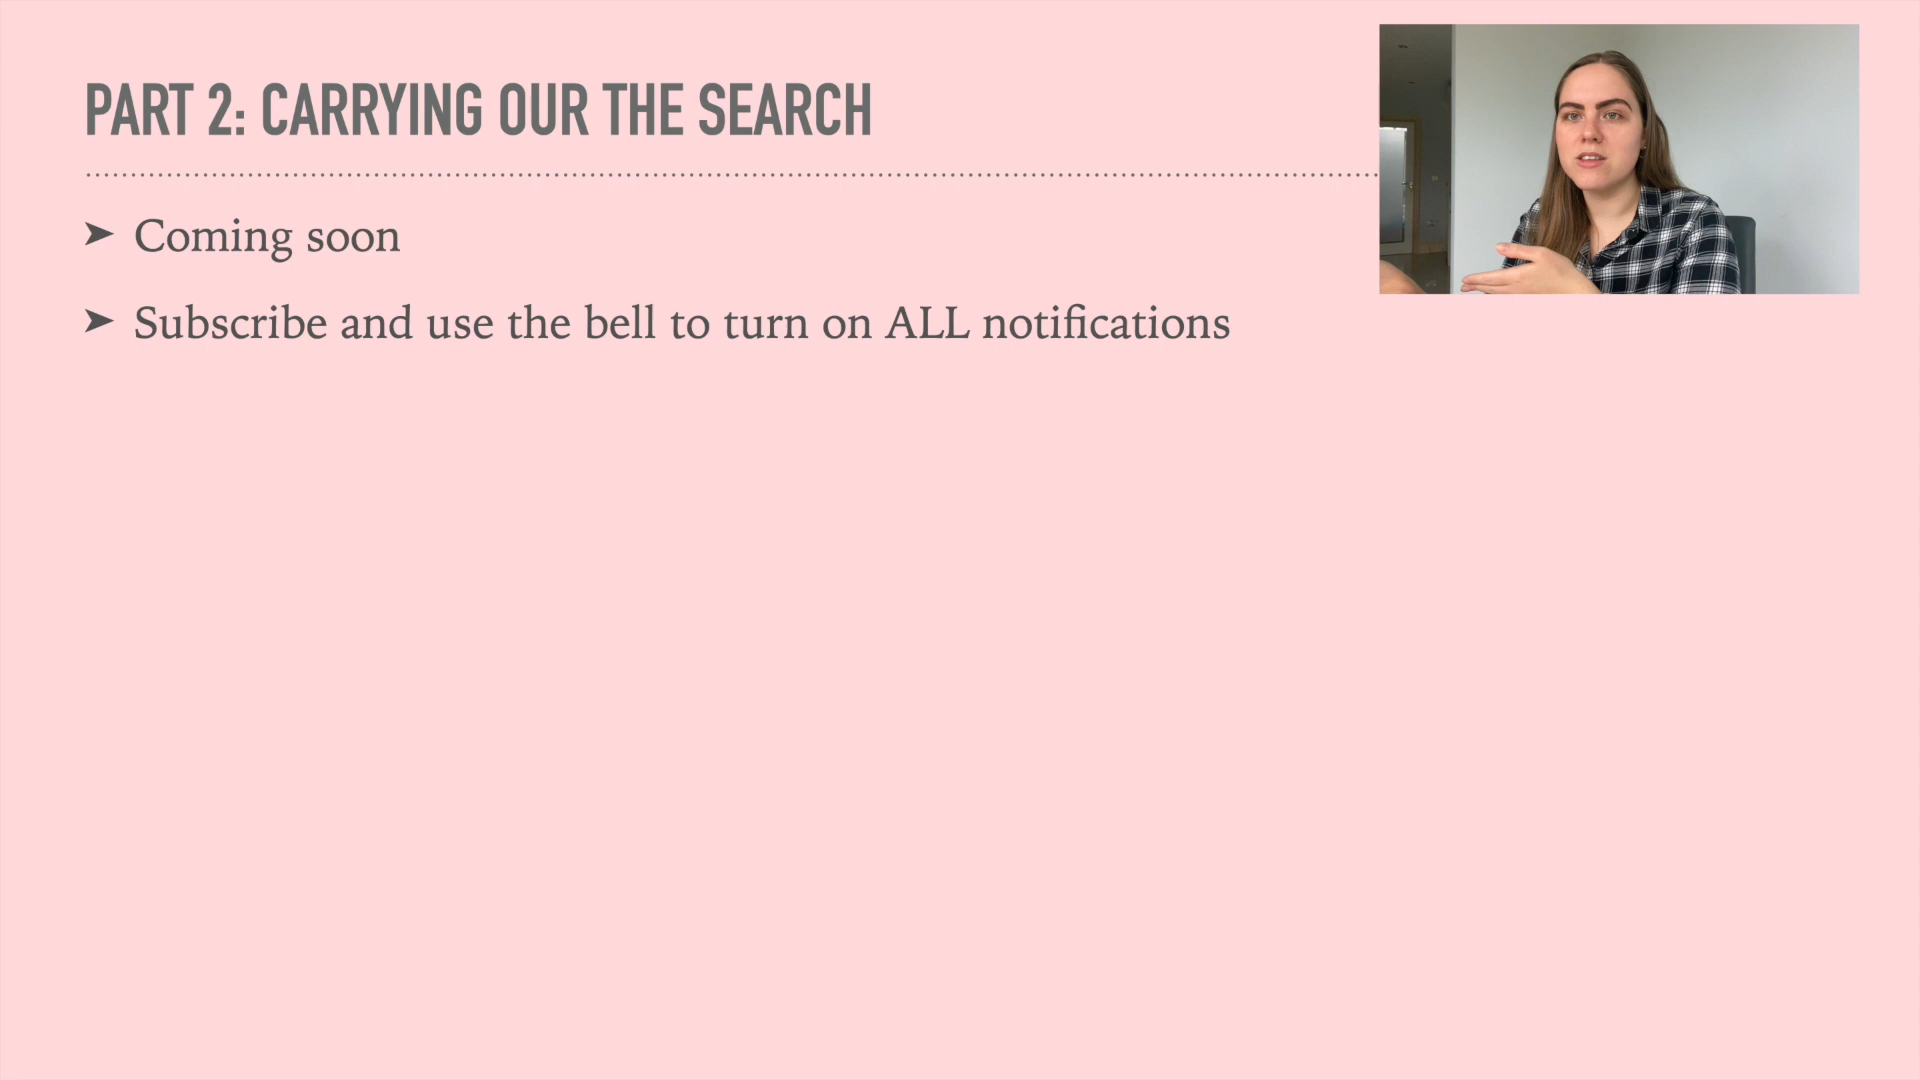 PART 2: CARRYING OUR THE SEARCH
➤ Coming soon
➤ Subscribe and use the bell to turn on ALL notifications